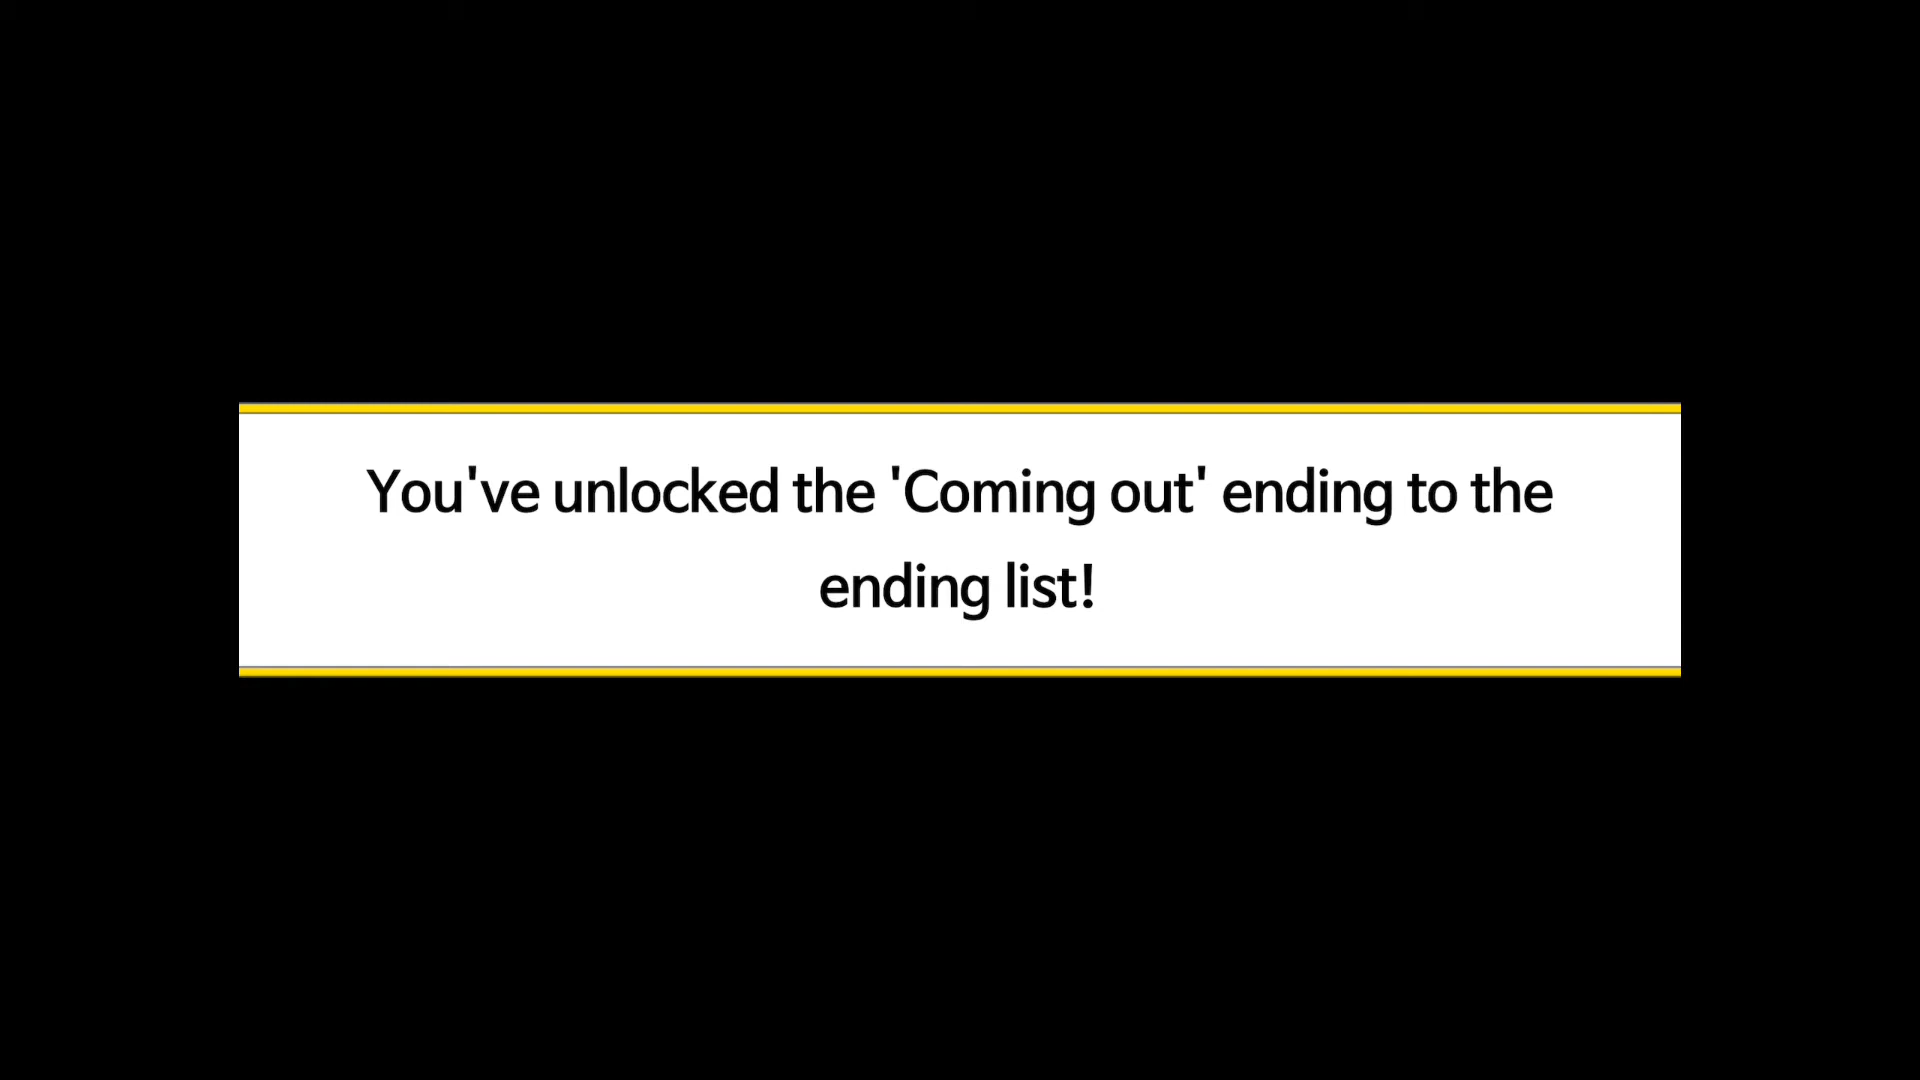 You've unlocked the 'Coming out' ending to the
ending list!